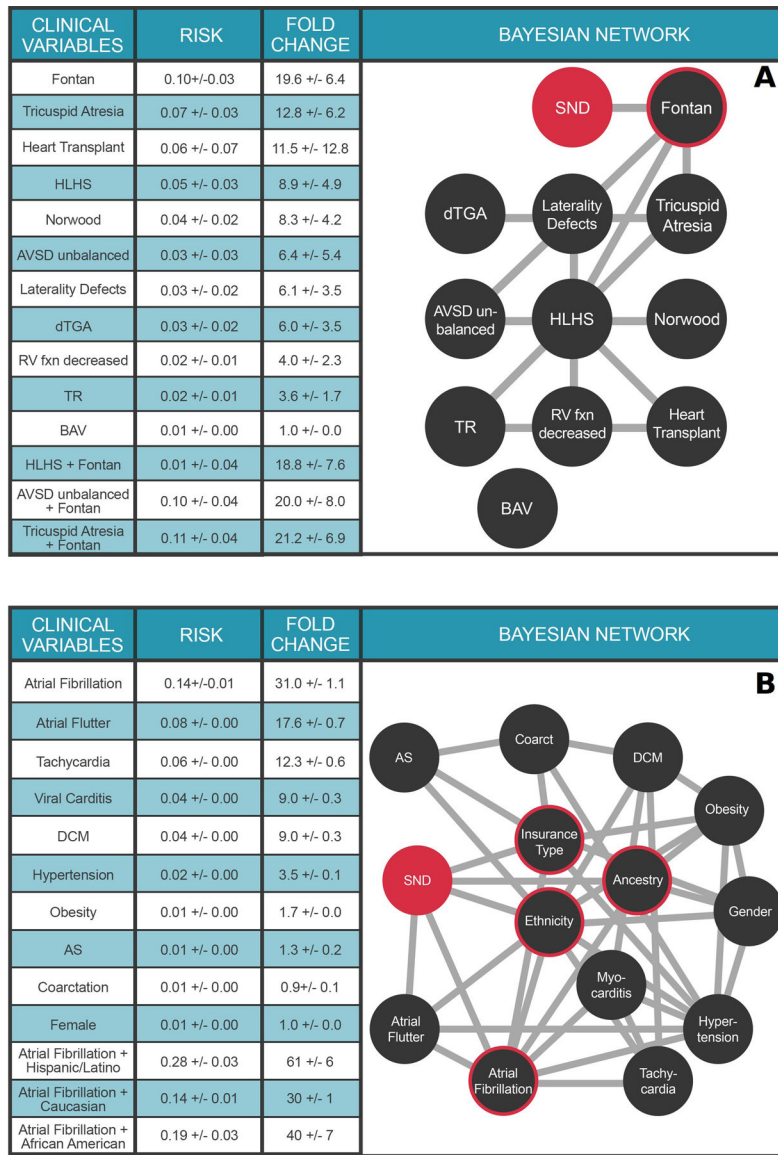 CLINICAL VARIABLES RISK FOLD CHANGE BAYESIAN NETWORK
A
Fontan 0.10+/-0.03 19.6 +/- 6.4
Tricuspid Atresia 0.07 +/- 0.03 12.8 +/- 6.2
Heart Transplant 0.06 +/- 0.07 11.5 +/- 12.8
HLHS 0.05 +/- 0.03 8.9 +/- 4.9
Norwood 0.04 +/- 0.02 8.3 +/- 4.2
AVSD unbalanced 0.03 +/- 0.03 6.4 +/- 5.4
Laterality Defects 0.03 +/- 0.02 6.1 +/- 3.5
dTGA 0.03 +/- 0.02 6.0 +/- 3.5
RV fxn decreased 0.02 +/- 0.01 4.0 +/- 2.3
TR 0.02 +/- 0.01 3.6 +/- 1.7
BAV 0.01 +/- 0.00 1.0 +/- 0.0
HLHS + Fontan 0.01 +/- 0.04 18.8 +/- 7.6
AVSD unbalanced + Fontan 0.10 +/- 0.04 20.0 +/- 8.0
Tricuspid Atresia + Fontan 0.11 +/- 0.04 21.2 +/- 6.9
SND
Fontan
dTGA
Laterality
Defects
Tricuspid
Atresia
AVSD un-
balanced
HLHS
Norwood
TR
RV fxn
decreased
Heart
Transplant
BAV
CLINICAL VARIABLES RISK FOLD CHANGE BAYESIAN NETWORK
B
Atrial Fibrillation 0.14+/-0.01 31.0 +/- 1.1
Atrial Flutter 0.08 +/- 0.00 17.6 +/- 0.7
Tachycardia 0.06 +/- 0.00 12.3 +/- 0.6
Viral Carditis 0.04 +/- 0.00 9.0 +/- 0.3
DCM 0.04 +/- 0.00 9.0 +/- 0.3
Hypertension 0.02 +/- 0.00 3.5 +/- 0.1
Obesity 0.01 +/- 0.00 1.7 +/- 0.0
AS 0.01 +/- 0.00 1.3 +/- 0.2
Coarctation 0.01 +/- 0.00 0.9+/- 0.1
Female 0.01 +/- 0.00 1.0 +/- 0.0
Atrial Fibrillation + Hispanic/Latino 0.28 +/- 0.03 61 +/- 6
Atrial Fibrillation + Caucasian 0.14 +/- 0.01 30 +/- 1
Atrial Fibrillation + African American 0.19 +/- 0.03 40 +/- 7
AS
Coarct
DCM
Obesity
Insurance
Type
SND
Ancestry
Ethnicity
Gender
Myo-
carditis
Atrial
Flutter
Hyper-
tension
Atrial
Fibrillation
Tachy-
cardia